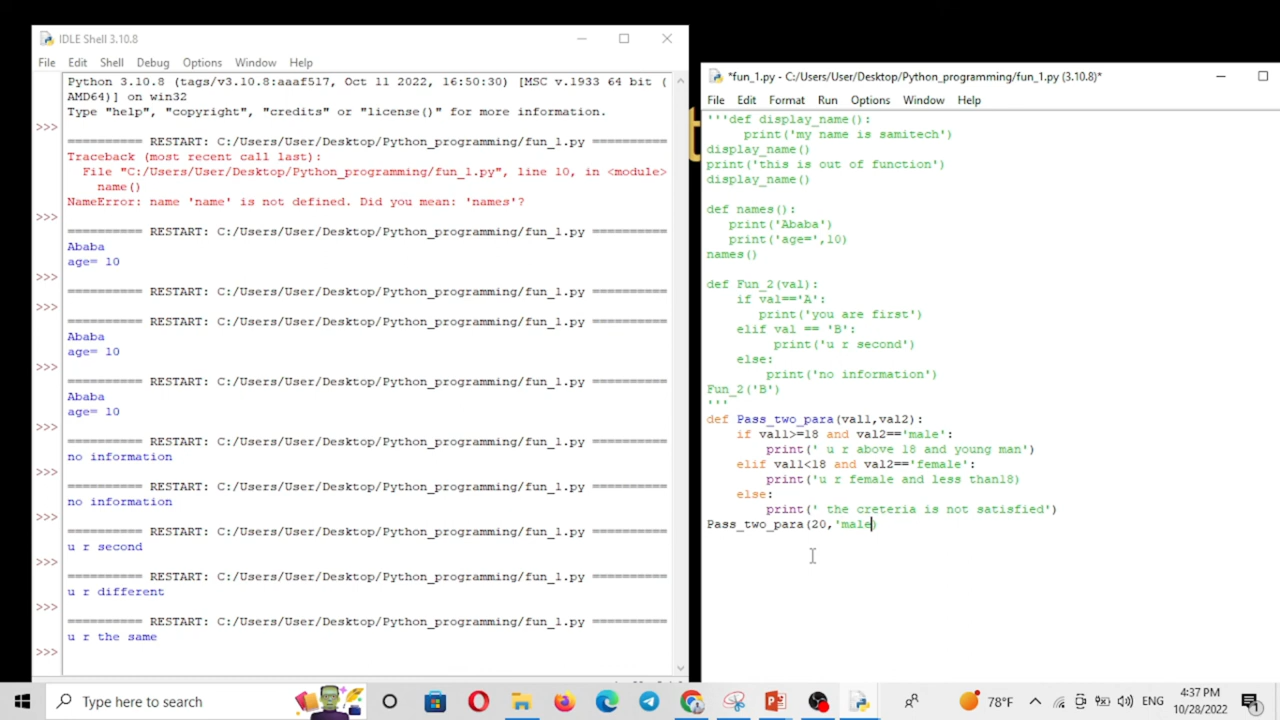 IDLE Shell 3.10.8
File Edit Shell Debug Options Window Help
Python 3.10.8 (tags/v3.10.8:aaaf517, Oct 11 2022, 16:50:30) [MSC v.1933 64 bit (
AMD64)] on win32
Type "help", "copyright", "credits" or "license()" for more information.
>>>
========== RESTART: C:/Users/User/Desktop/Python_programming/fun_1.py ==========
Traceback (most recent call last):
File "C:/Users/User/Desktop/Python_programming/fun_1.py", line 10, in <module>
name()
NameError: name 'name' is not defined. Did you mean: 'names'?
>>>
========== RESTART: C:/Users/User/Desktop/Python_programming/fun_1.py ==========
Ababa
age= 10
>>>
========== RESTART: C:/Users/User/Desktop/Python_programming/fun_1.py ==========
>>>
========== RESTART: C:/Users/User/Desktop/Python_programming/fun_1.py ==========
Ababa
age= 10
>>>
========== RESTART: C:/Users/User/Desktop/Python_programming/fun_1.py ==========
Ababa
age= 10
>>>
========== RESTART: C:/Users/User/Desktop/Python_programming/fun_1.py ==========
no information
>>>
========== RESTART: C:/Users/User/Desktop/Python_programming/fun_1.py ==========
no information
>>>
========== RESTART: C:/Users/User/Desktop/Python_programming/fun_1.py ==========
u r second
>>>
========== RESTART: C:/Users/User/Desktop/Python_programming/fun_1.py ==========
u r different
>>>
========== RESTART: C:/Users/User/Desktop/Python_programming/fun_1.py ==========
u r the same
>>>
*fun_1.py - C:/Users/User/Desktop/Python_programming/fun_1.py (3.10.8)*
File Edit Format Run Options Window Help
'''def display_name():
print('my name is samitech')
display_name()
print('this is out of function')
display_name()
def names():
print('Ababa')
print('age=',10)
names()
def Fun_2(val):
if val=='A':
print('you are first')
elif val == 'B':
print('u r second')
else:
print('no information')
Fun_2('B')
'''
def Pass_two_para(val1,val2):
if val1>=18 and val2=='male':
print(' u r above 18 and young man')
elif val1<18 and val2=='female':
print('u r female and less than18)
else:
print(' the creteria is not satisfied')
Pass_two_para(20,'male)
Type here to search
78°F
ENG
4:37 PM
10/28/2022
1